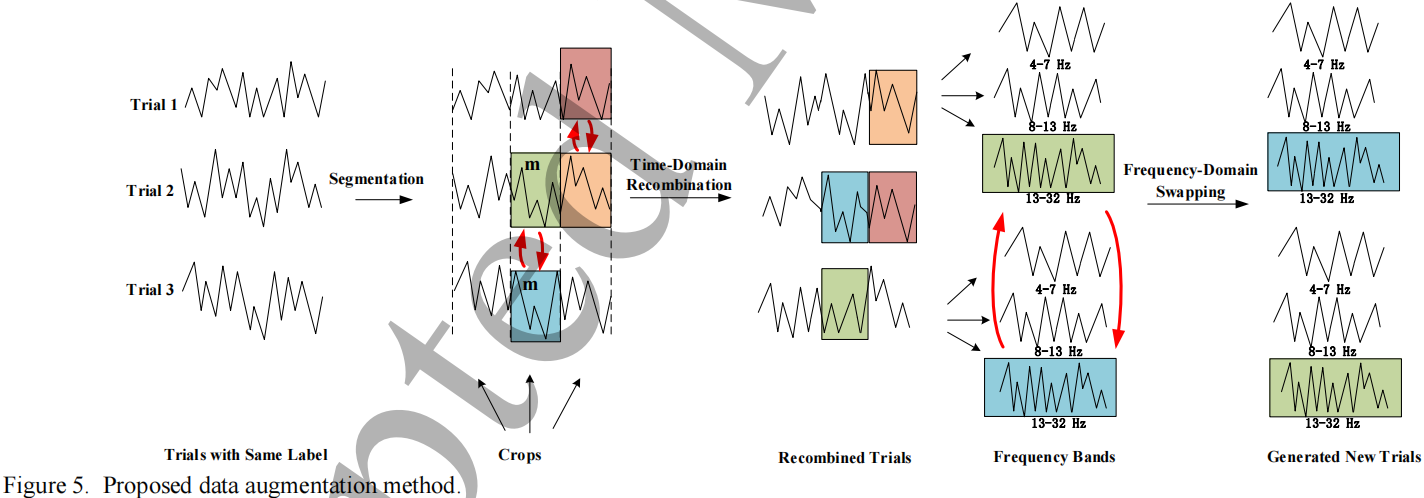 Trial 1
Trial 2
Trial 3
Segmentation
m
m
Time-Domain
Recombination
4-7 Hz
8-13 Hz
13-32 Hz
4-7 Hz
8-13 Hz
13-32 Hz
Frequency-Domain
Swapping
4-7 Hz
8-13 Hz
13-32 Hz
4-7 Hz
8-13 Hz
13-32 Hz
Trials with Same Label
Crops
Recombined Trials
Frequency Bands
Generated New Trials
Figure 5. Proposed data augmentation method.